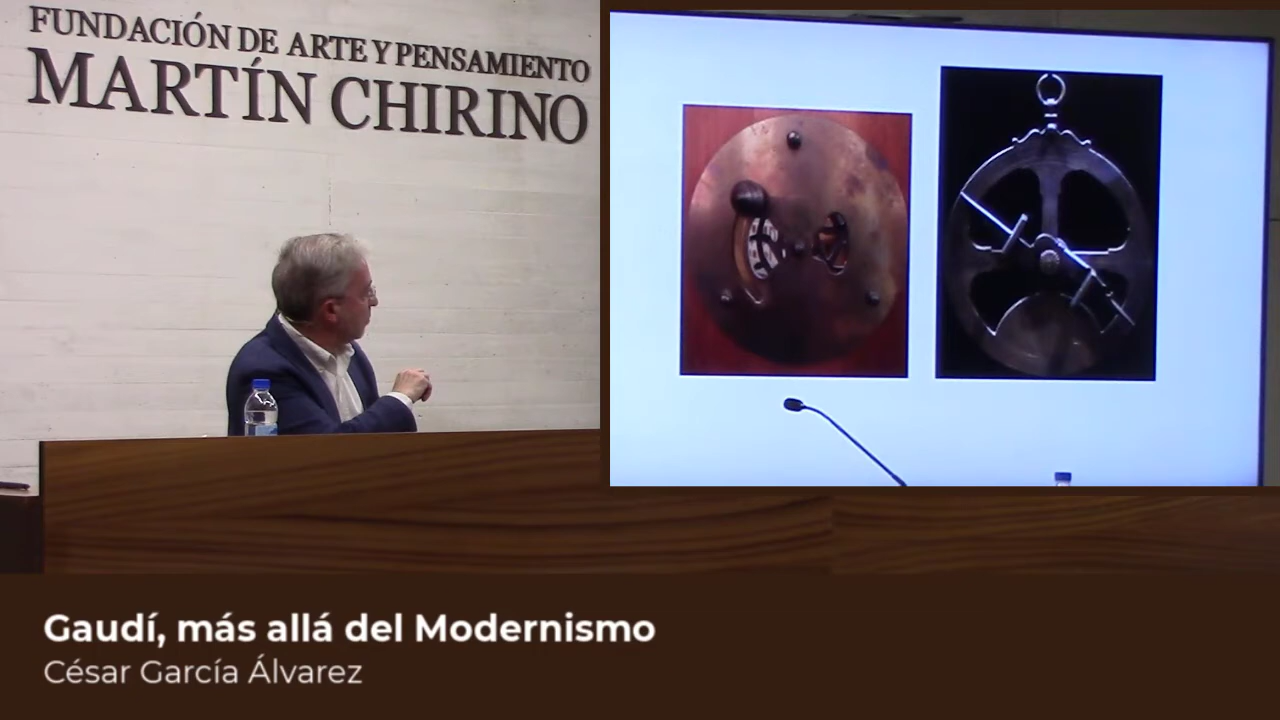 FUNDACIÓN DE ARTE Y PENSAMIENTO
MARTÍN CHIRINO
Gaudí, más allá del Modernismo
César García Álvarez